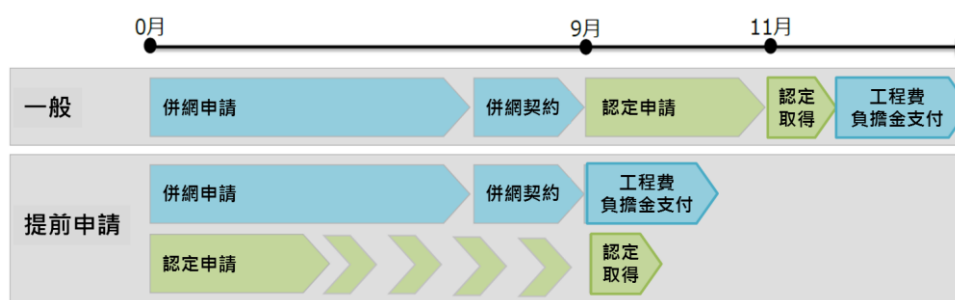 0月
9月
11月
一般
併網申請
併網契約
認定申請
認定
取得
工程費
負擔金支付
提前申請
併網申請
併網契約
工程費
負擔金支付
認定申請
認定
取得